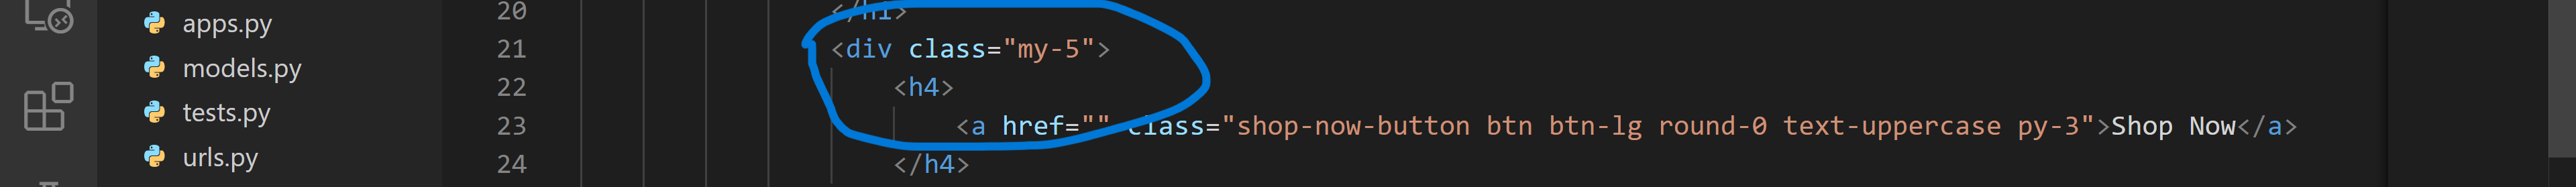 apps.py
models.py
tests.py
urls.py
20 </h1>
21 <div class="my-5">
22 <h4>
23 <a href="" class="shop-now-button btn btn-lg round-0 text-uppercase py-3">Shop Now</a>
24 </h4>